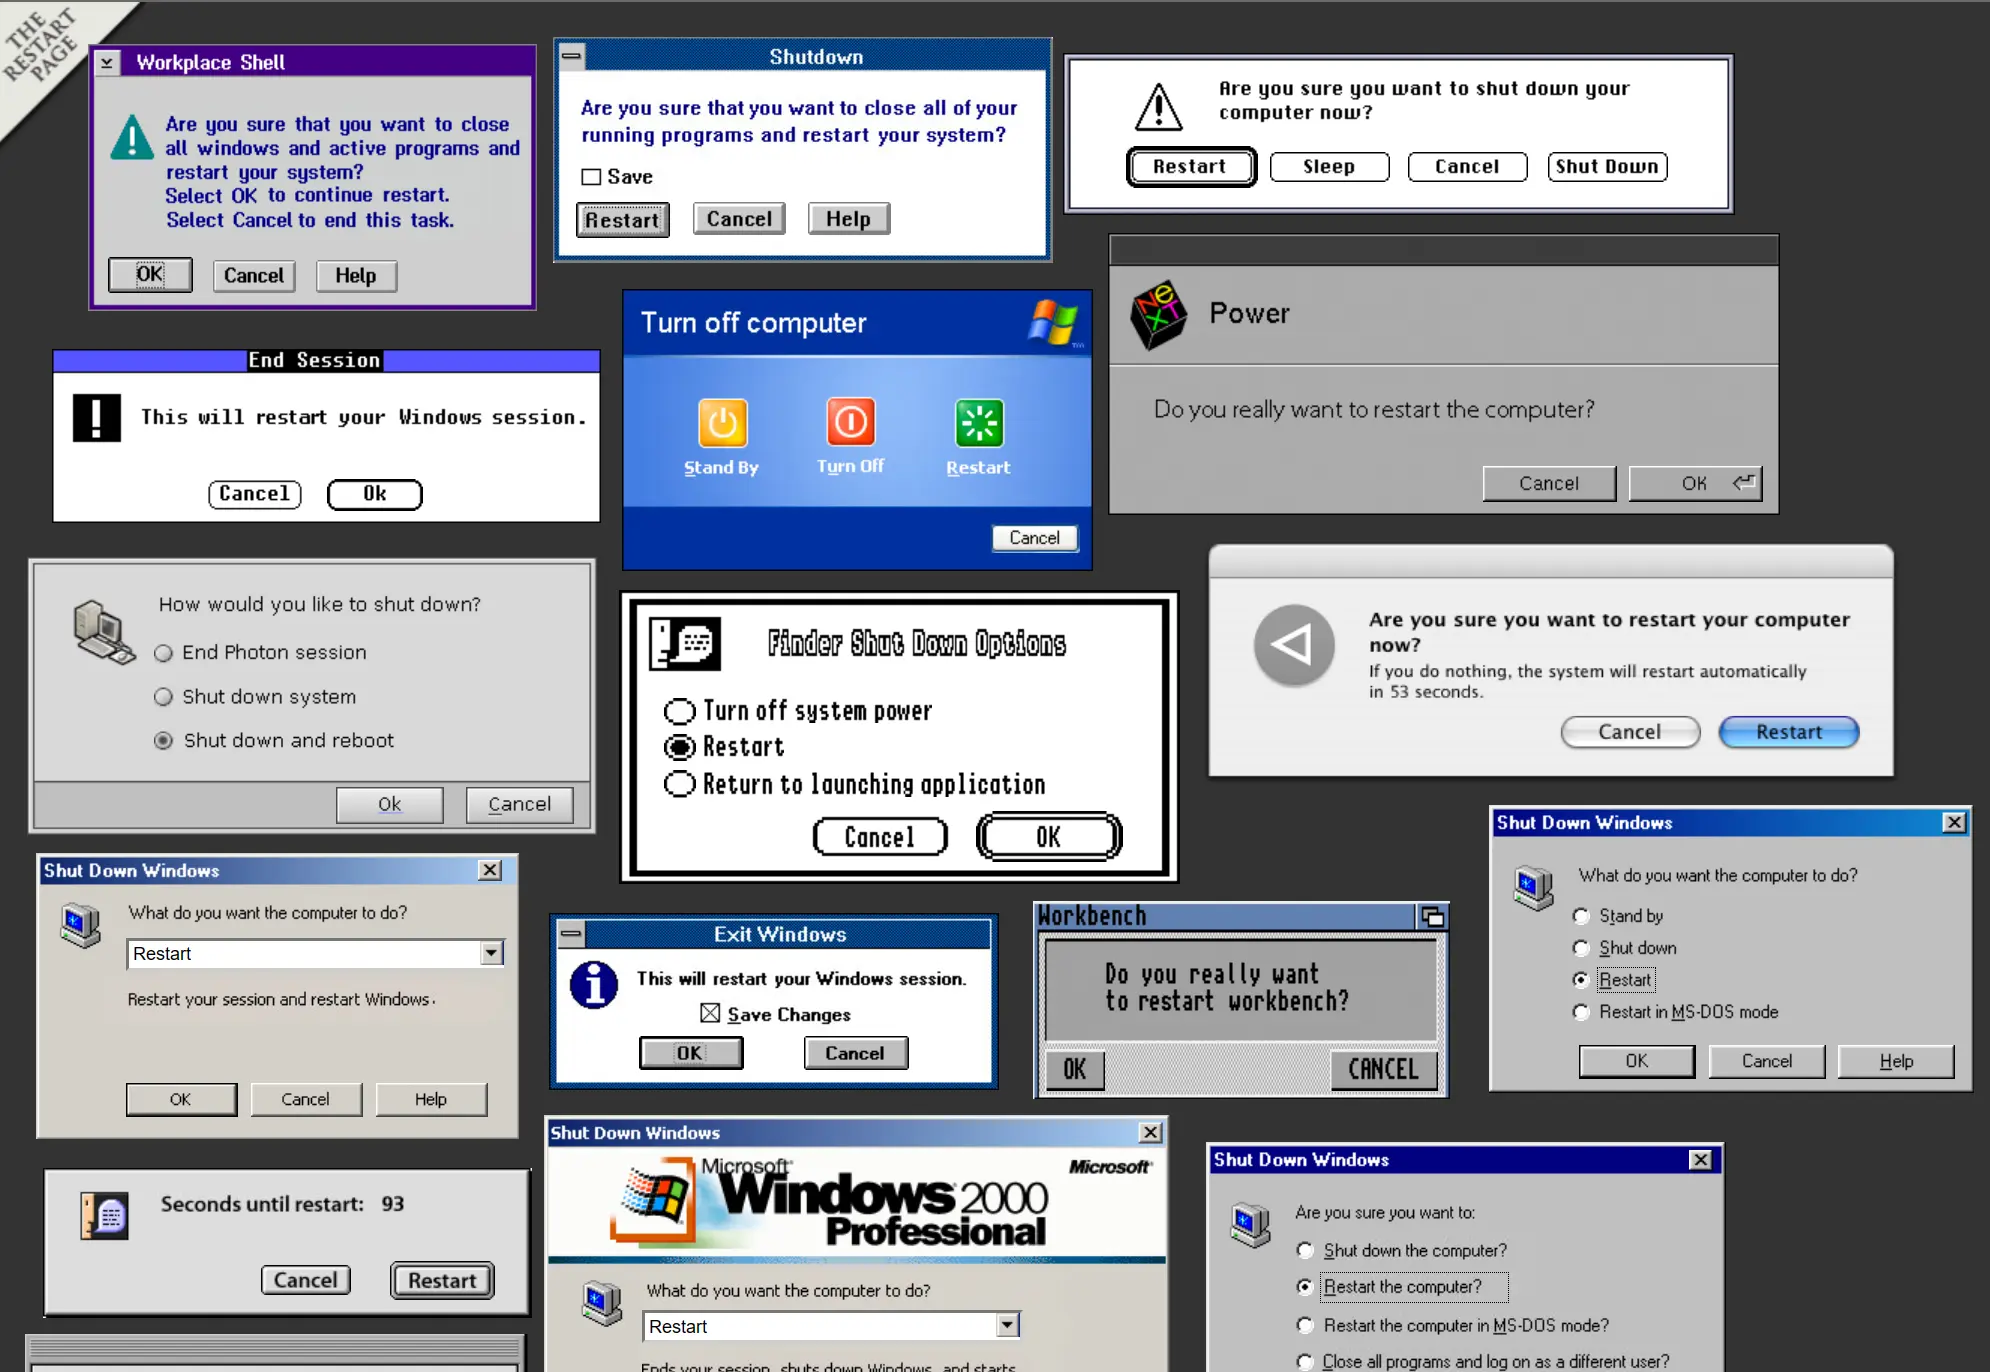 THE
RESTART
PAGE
Workplace Shell
Are you sure that you want to close
all windows and active programs and
restart your system?
Select OK to continue restart.
Select Cancel to end this task.
OK Cancel Help
Shutdown
Are you sure that you want to close all of your
running programs and restart your system?
Save
Restart Cancel Help
Are you sure you want to shut down your
computer now?
Restart Sleep Cancel Shut Down
NeXT
Power
Do you really want to restart the computer?
Cancel OK
End Session
This will restart your Windows session.
Cancel Ok
Turn off computer
TM
Stand By Turn Off Restart
Cancel
How would you like to shut down?
End Photon session
Shut down system
Shut down and reboot
Ok Cancel
Finder Shut Down Options
Turn off system power
Restart
Return to launching application
Cancel OK
Are you sure you want to restart your computer
now?
If you do nothing, the system will restart automatically
in 53 seconds.
Cancel Restart
Shut Down Windows
What do you want the computer to do?
Restart
Restart your session and restart Windows.
OK Cancel Help
Exit Windows
This will restart your Windows session.
Save Changes
OK Cancel
Workbench
Do you really want
to restart workbench?
OK CANCEL
Shut Down Windows
What do you want the computer to do?
Stand by
Shut down
Restart
Restart in MS-DOS mode
OK Cancel Help
Seconds until restart: 93
Cancel Restart
Shut Down Windows
Microsoft Microsoft
Windows 2000
Professional
What do you want the computer to do?
Restart
Ends your session, shuts down Windows, and starts
Shut Down Windows
Are you sure you want to:
Shut down the computer?
Restart the computer?
Restart the computer in MS-DOS mode?
Close all programs and log on as a different user?